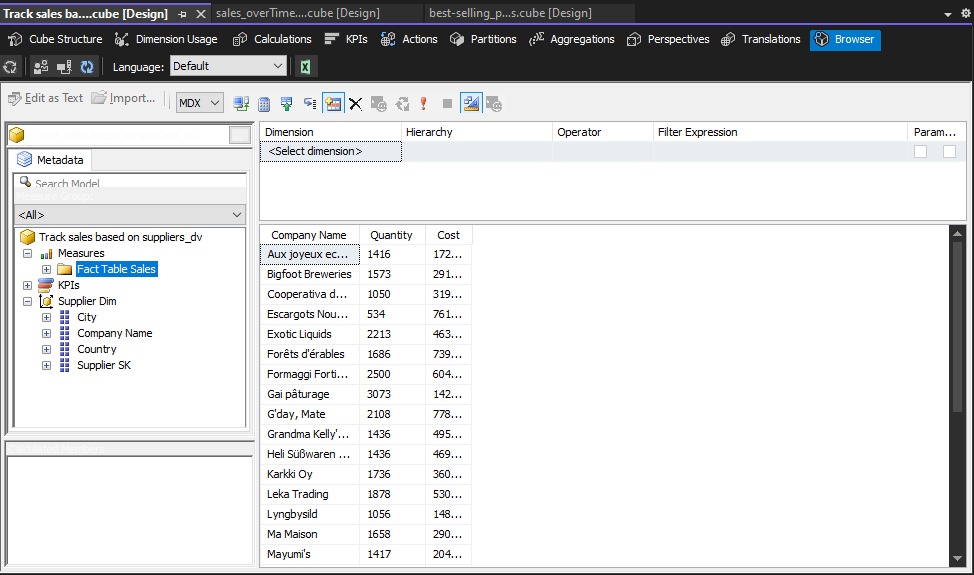 Track sales ba....cube [Design] sales_overTime....cube [Design] best-selling_p...s.cube [Design]
Cube Structure Dimension Usage Calculations KPIs Actions Partitions Aggregations Perspectives Translations Browser
Language: Default
Edit as Text Import... MDX
Dimension Hierarchy Operator Filter Expression Param...
<Select dimension>
Metadata
Search Model
Measure Group:
<All>
Track sales based on suppliers_dv
Measures
Fact Table Sales
KPIs
Supplier Dim
City
Company Name
Country
Supplier SK
Company Name Quantity Cost
Aux joyeux ec... 1416 172...
Bigfoot Breweries 1573 291...
Cooperativa d... 1050 319...
Escargots Nou... 534 761...
Exotic Liquids 2213 463...
Forêts d'érables 1686 739...
Formaggi Forti... 2500 604...
Gai pâturage 3073 142...
G'day, Mate 2108 778...
Grandma Kelly'... 1436 495...
Heli Süßwaren ... 1436 469...
Karkki Oy 1736 360...
Leka Trading 1878 530...
Lyngbysild 1056 148...
Ma Maison 1658 290...
Mayumi's 1417 204...